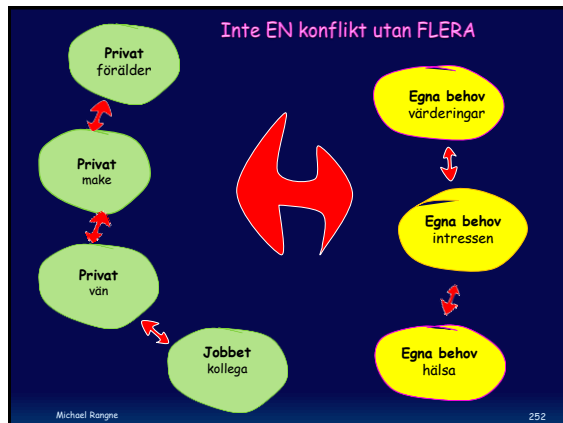 Inte EN konflikt utan FLERA
Privat
förälder
Privat
make
Privat
vän
Jobbet
kollega
Egna behov
värderingar
Egna behov
intressen
Egna behov
hälsa
Michael Rangne
252